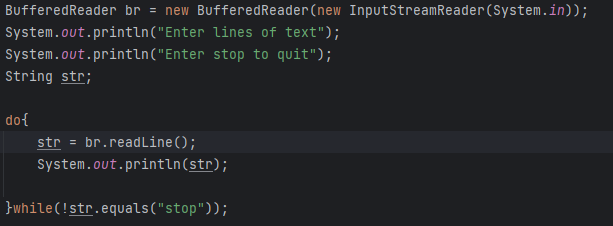 BufferedReader br = new BufferedReader(new InputStreamReader(System.in));
System.out.println("Enter lines of text");
System.out.println("Enter stop to quit");
String str;
do{
    str = br.readLine();
    System.out.println(str);
}while(!str.equals("stop"));